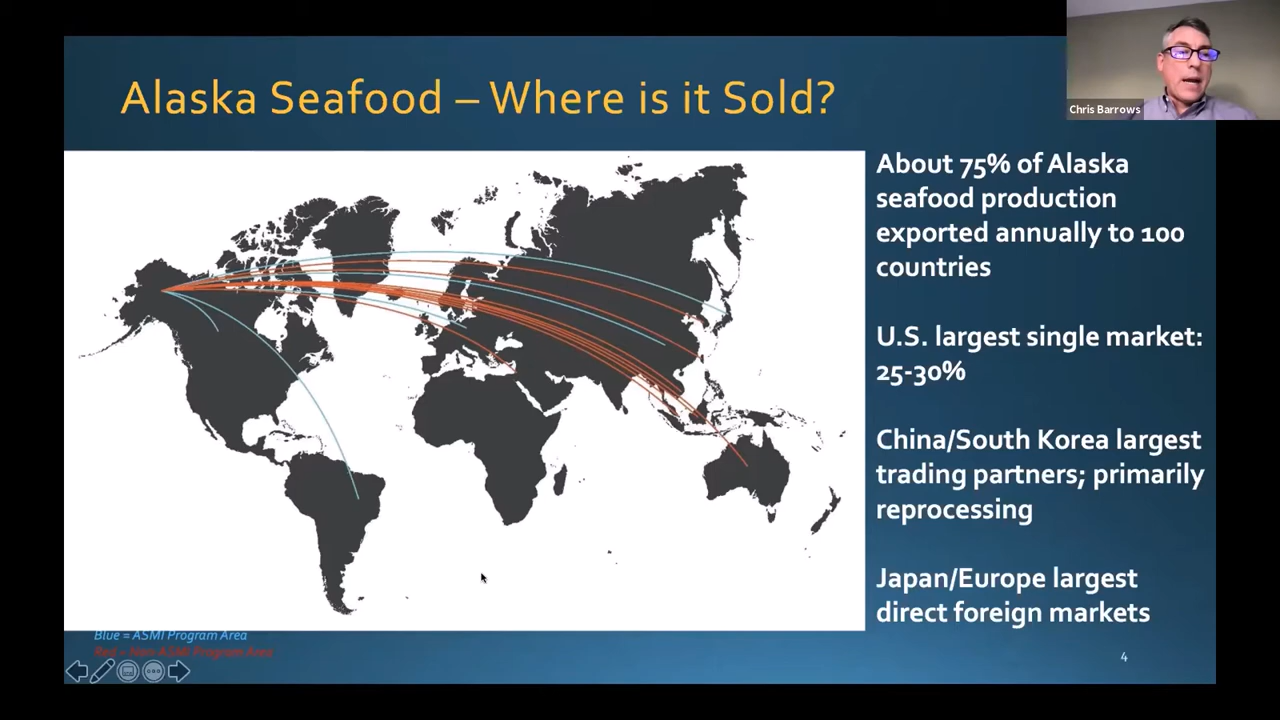 Alaska Seafood – Where is it Sold?
Chris Barrows
About 75% of Alaska
seafood production
exported annually to 100
countries
U.S. largest single market:
25-30%
China/South Korea largest
trading partners; primarily
reprocessing
Japan/Europe largest
direct foreign markets
Blue = ASMI Program Area
Red = Non-ASMI Program Area
4